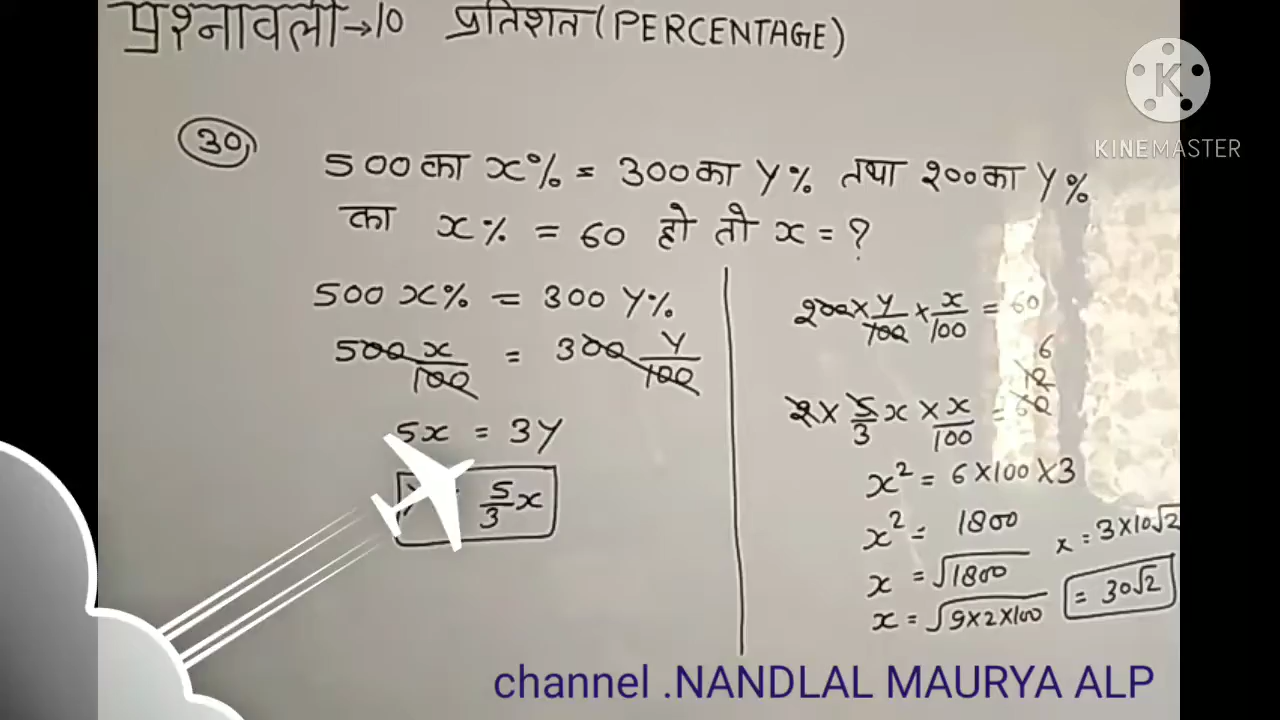 प्रश्नावली→10 प्रतिशत (PERCENTAGE)
K
KINEMASTER
30
500 का x% = 300 का Y% तथा २०० का Y%
का x% = 60 हो तो x = ?
500 x% = 300 Y%
500 x/100 = 300 Y/100
5x = 3Y
5/3 x
200 × Y/100 × x/100 = 60
2 × 5/3 x × x/100 = 60 12 6
x² = 6×100×3
x² = 1800
x = √1800
x = √9×2×100
x = 3×10√2
= 30√2
channel .NANDLAL MAURYA ALP